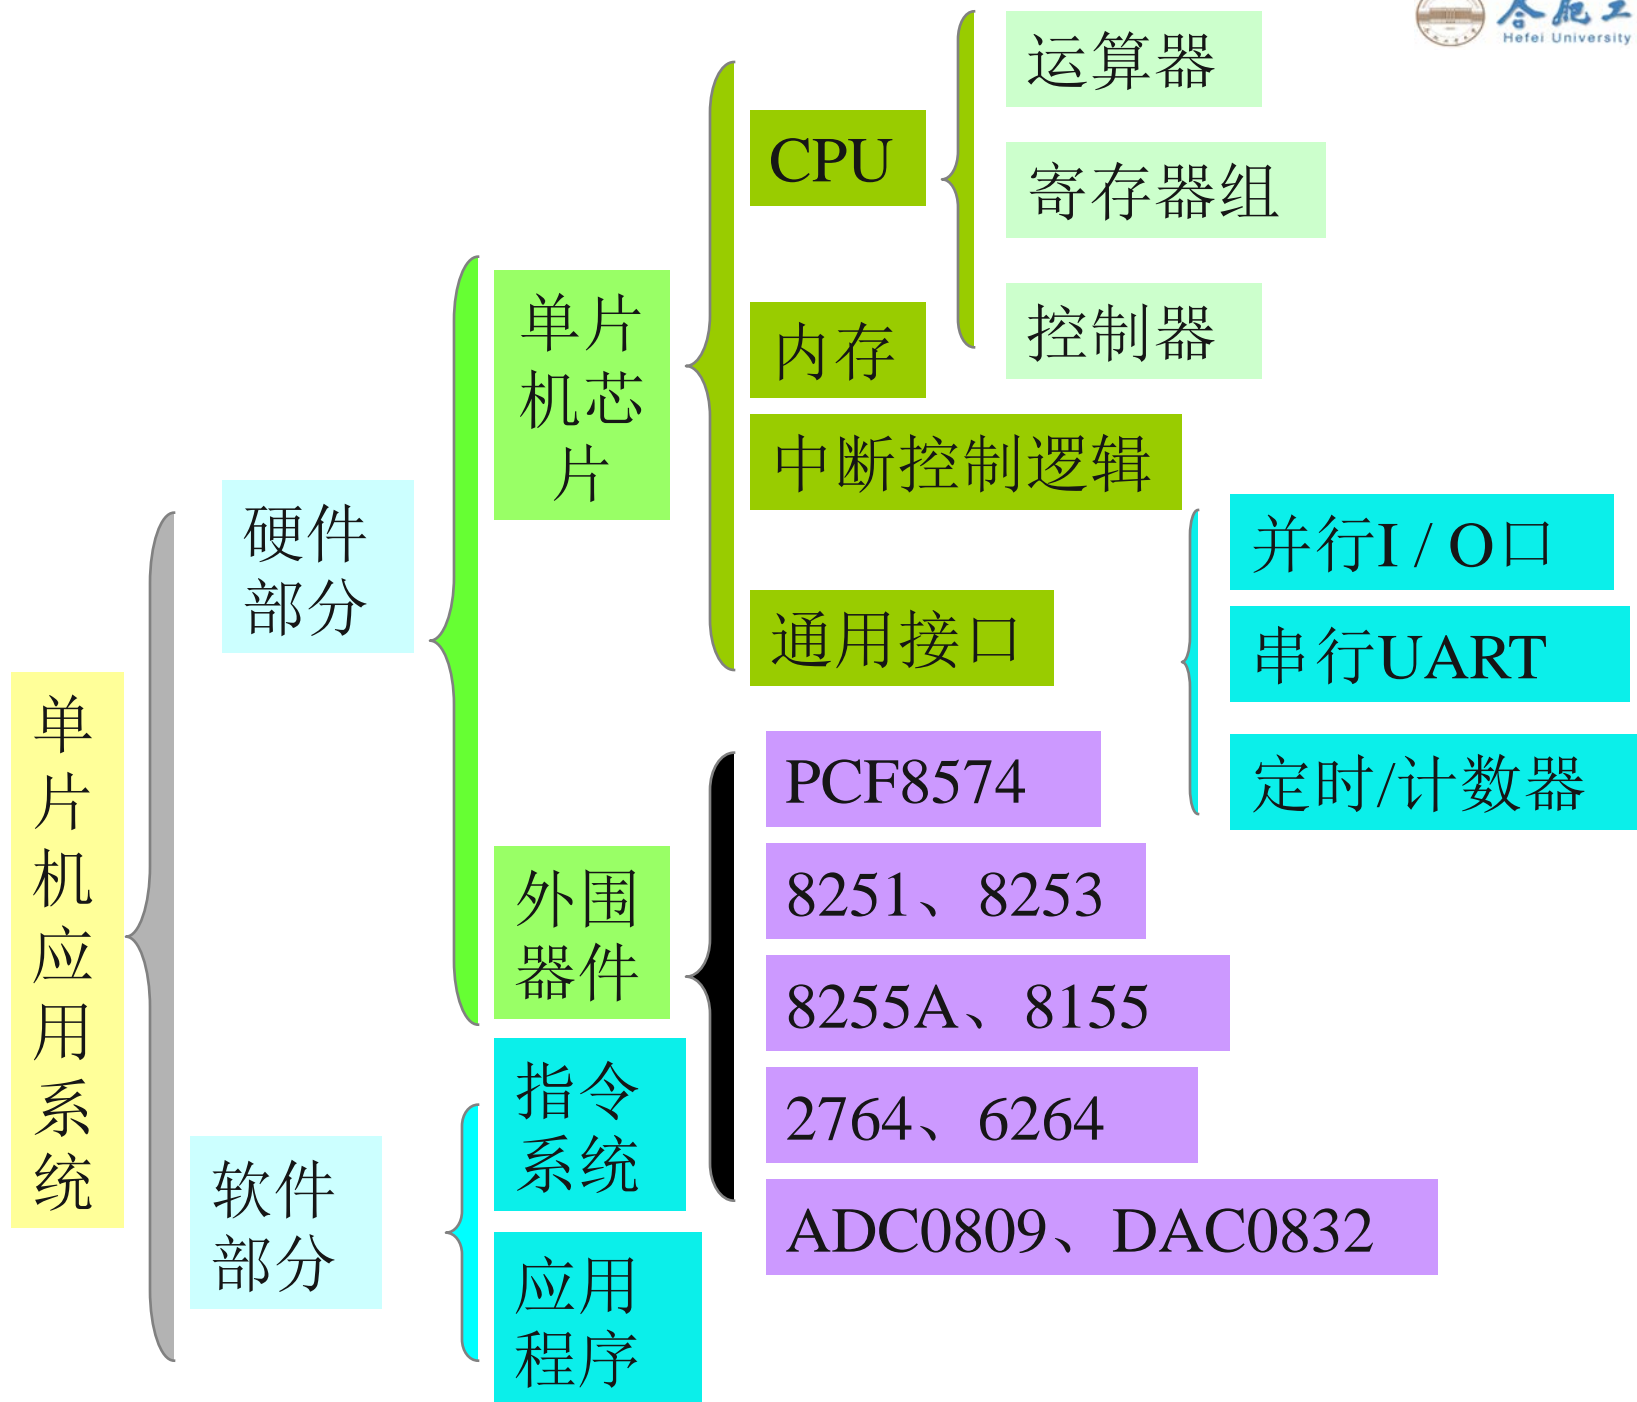 合肥工
Hefei University
运算器
CPU
寄存器组
控制器
单片
机芯
片
内存
中断控制逻辑
硬件
部分
并行I / O口
通用接口
串行UART
定时/计数器
单
片
机
应
用
系
统
PCF8574
外围
器件
8251、8253
8255A、8155
2764、6264
ADC0809、DAC0832
软件
部分
指令
系统
应用
程序